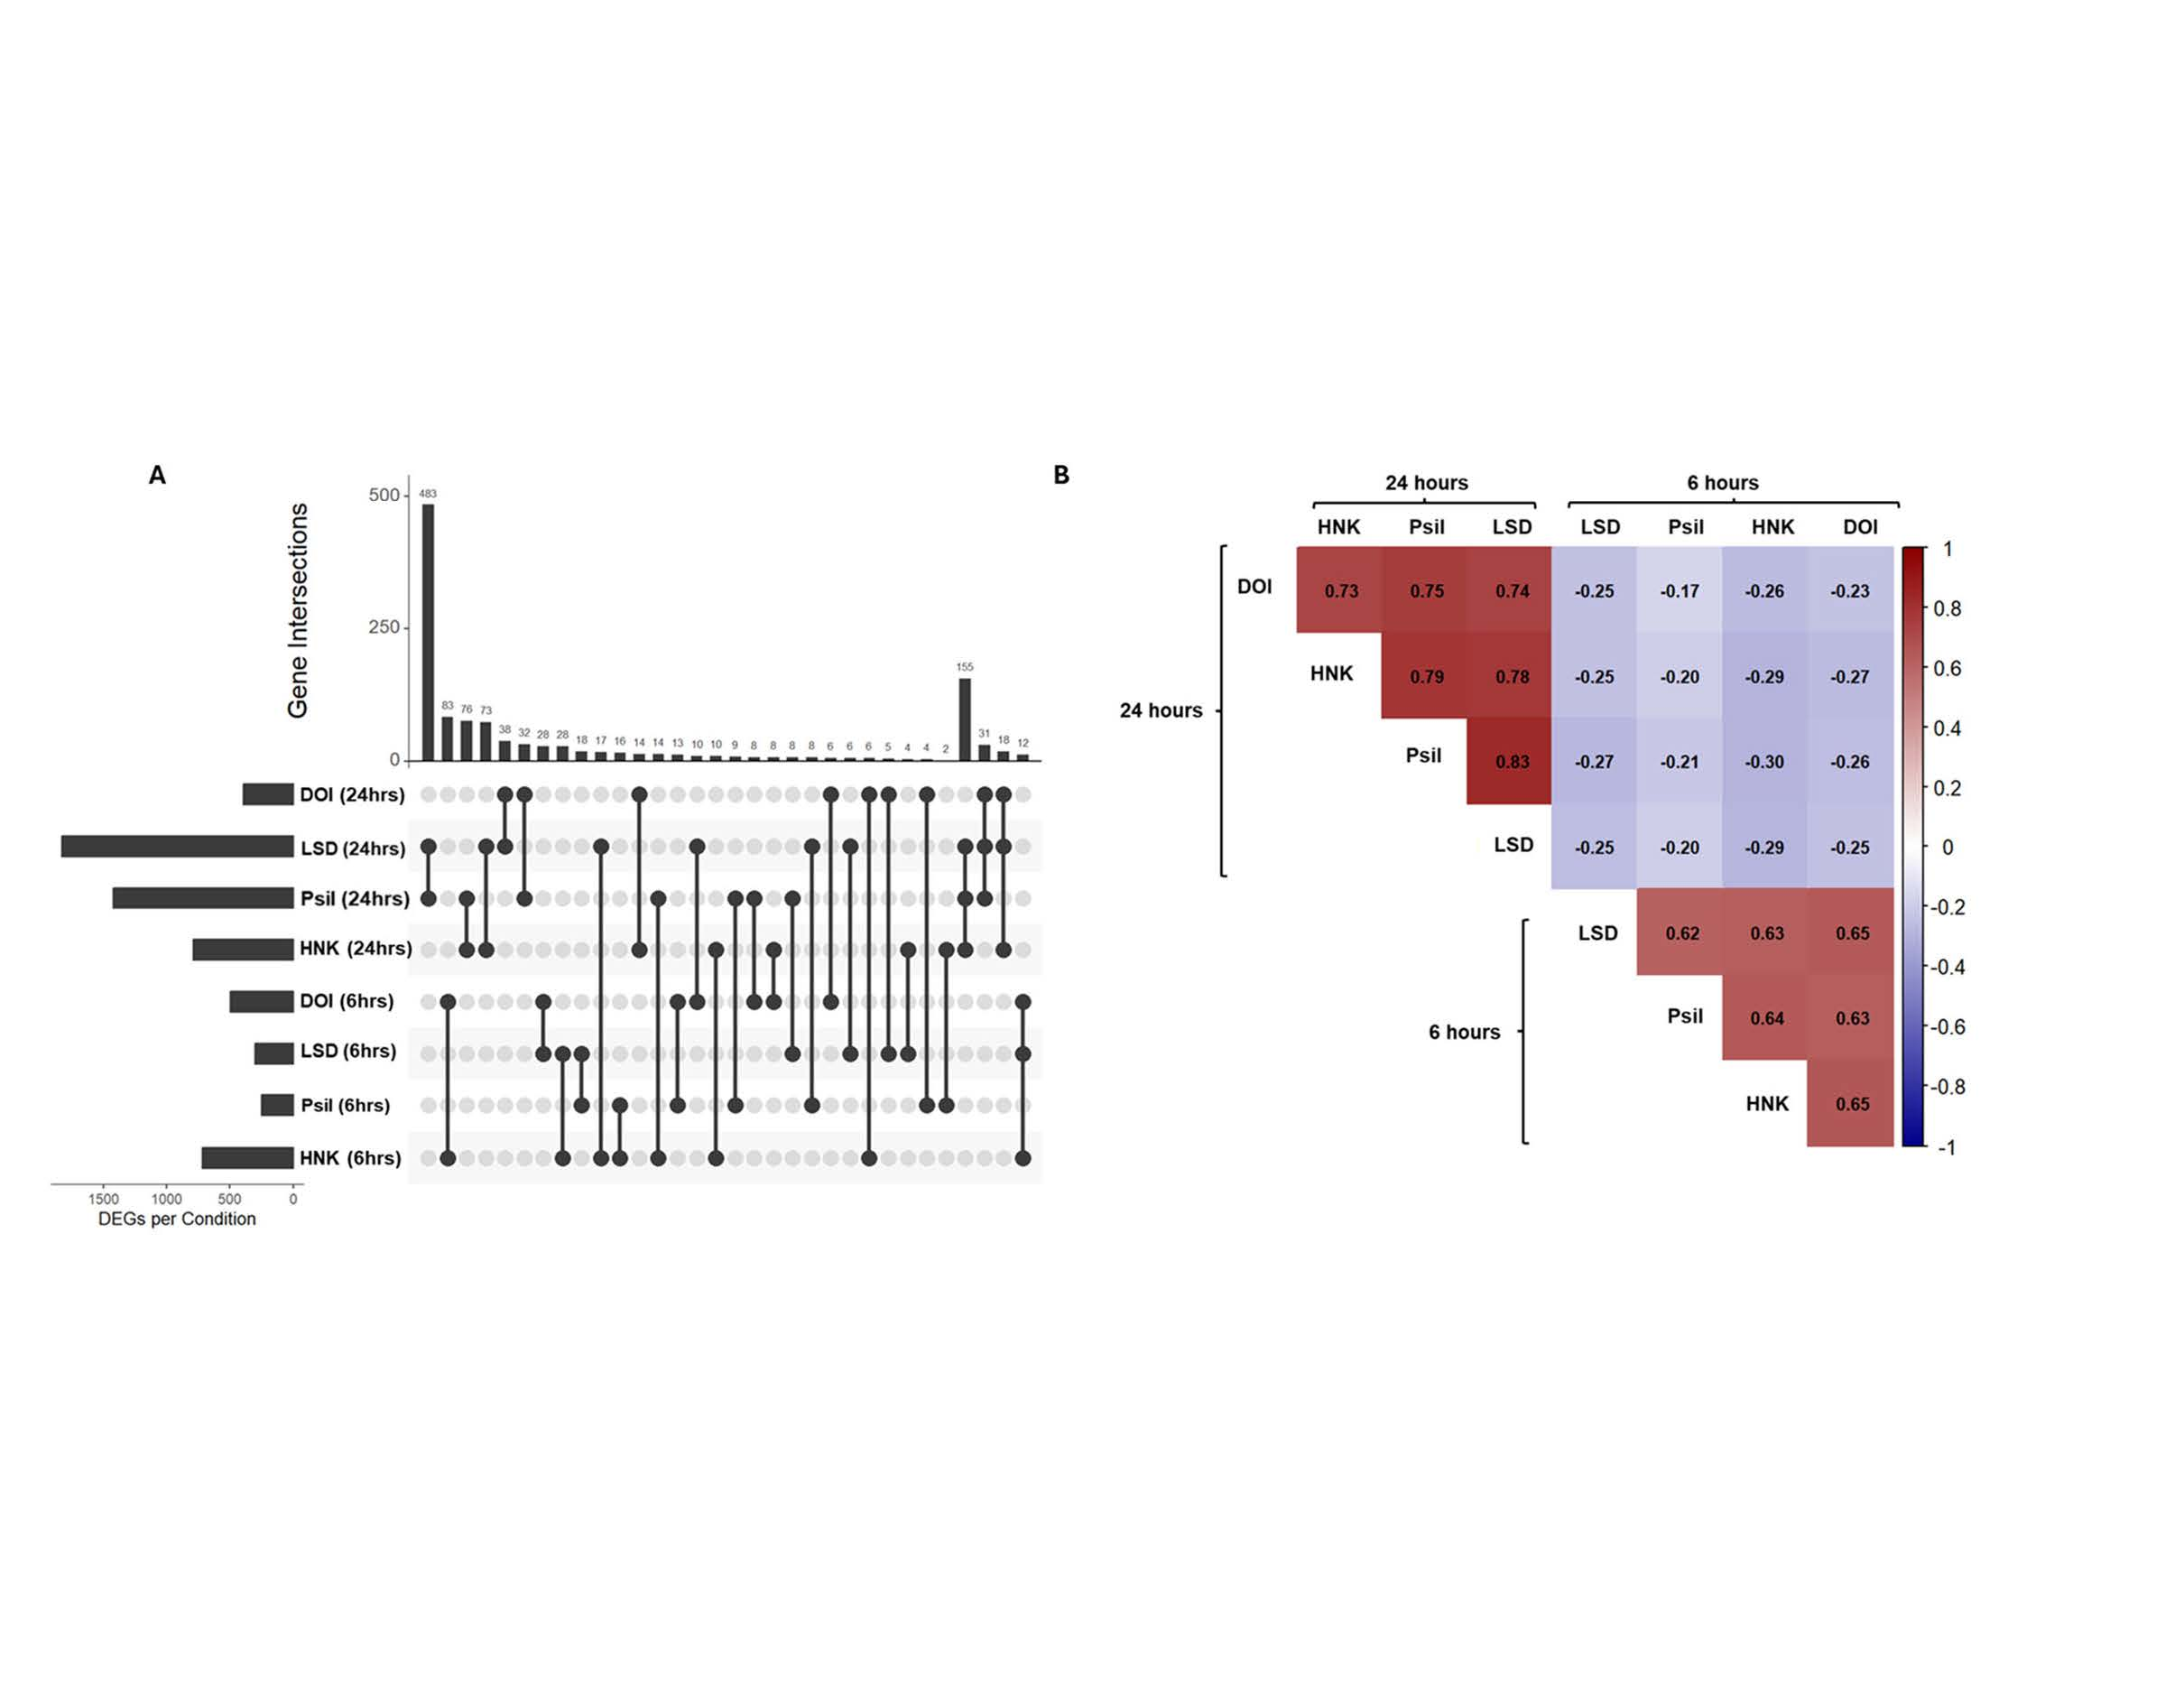 A
Gene Intersections
500
250
0
483
83 76 73 38 32 28 28 18 17 16 14 14 13 10 10 9 8 8 8 8 6 6 6 5 4 4 2 155 31 18 12
DOI (24hrs)
LSD (24hrs)
Psil (24hrs)
HNK (24hrs)
DOI (6hrs)
LSD (6hrs)
Psil (6hrs)
HNK (6hrs)
1500 1000 500 0
DEGs per Condition
B
24 hours 6 hours
HNK Psil LSD LSD Psil HNK DOI
DOI 0.73 0.75 0.74 -0.25 -0.17 -0.26 -0.23
HNK 0.79 0.78 -0.25 -0.20 -0.29 -0.27
24 hours
Psil 0.83 -0.27 -0.21 -0.30 -0.26
LSD -0.25 -0.20 -0.29 -0.25
LSD 0.62 0.63 0.65
6 hours
Psil 0.64 0.63
HNK 0.65
1
0.8
0.6
0.4
0.2
0
-0.2
-0.4
-0.6
-0.8
-1